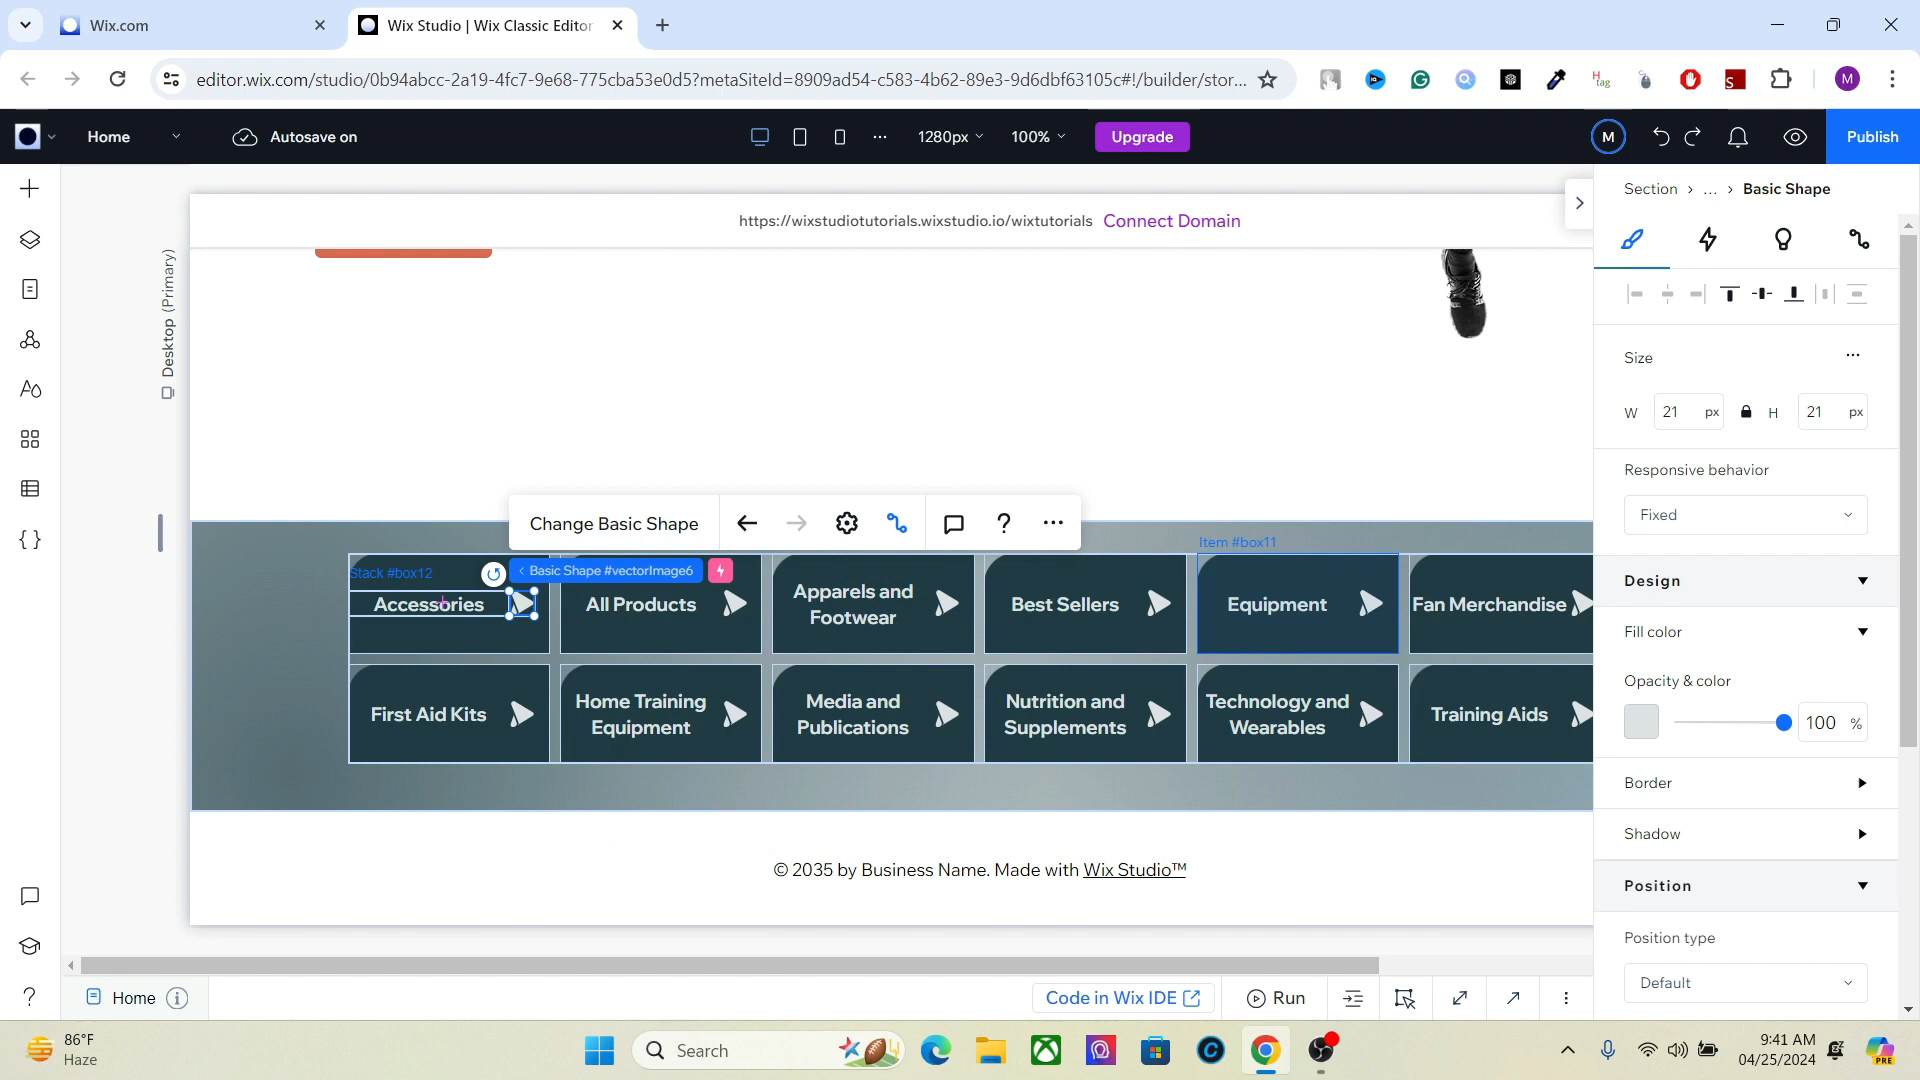 Wix.com
Wix Studio | Wix Classic Editor
editor.wix.com/studio/0b94abcc-2a19-4fc7-9e68-775cba53e0d5?metaSiteId=8909ad54-c583-4b62-89e3-9d6dbf63105c#!/builder/stor...
M
Home
Autosave on
1280px
100%
Upgrade
M
Publish
Section > ... > Basic Shape
https://wixstudiotutorials.wixstudio.io/wixtutorials Connect Domain
Desktop (Primary)
Size
W 21 px H 21 px
Responsive behavior
Fixed
Change Basic Shape
Item #box11
Stack #box12
Basic Shape #vectorImage6
Accessories
All Products
Apparels and
Footwear
Best Sellers
Equipment
Fan Merchandise
First Aid Kits
Home Training
Equipment
Media and
Publications
Nutrition and
Supplements
Technology and
Wearables
Training Aids
Design
Fill color
Opacity & color
100 %
Border
Shadow
Position
Position type
Default
© 2035 by Business Name. Made with Wix Studio™
Home
Code in Wix IDE
Run
86°F
Haze
Search
9:41 AM
04/25/2024
PRE